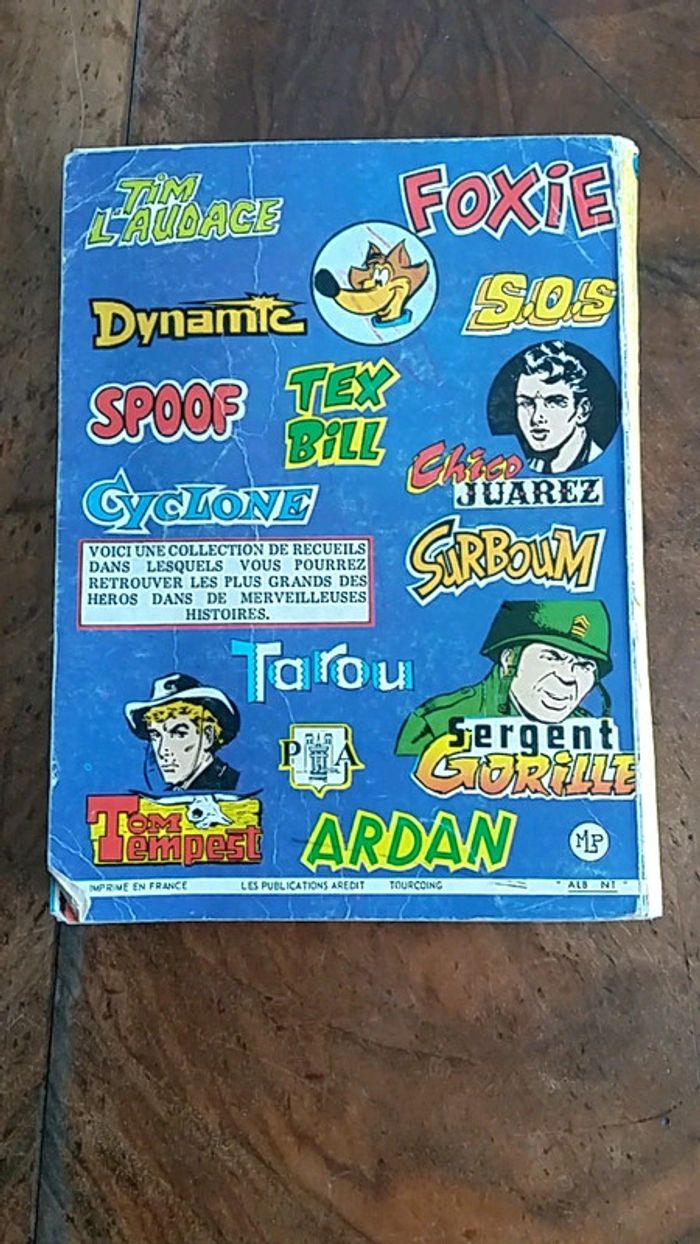 TIM
L'AUDACE
FOXIE
DYNAMIC
S.O.S
SPOOF
TEX
BILL
Chico
JUAREZ
CYCLONE
VOICI UNE COLLECTION DE RECUEILS
DANS LESQUELS VOUS POURREZ
RETROUVER LES PLUS GRANDS DES
HEROS DANS DE MERVEILLEUSES
HISTOIRES.
SURBOUM
Tarou
Sergent
GORILLE
P A
TOM
Tempest
ARDAN
MLP
IMPRIME EN FRANCE LES PUBLICATIONS AREDIT TOURCOING " ALB N1 "